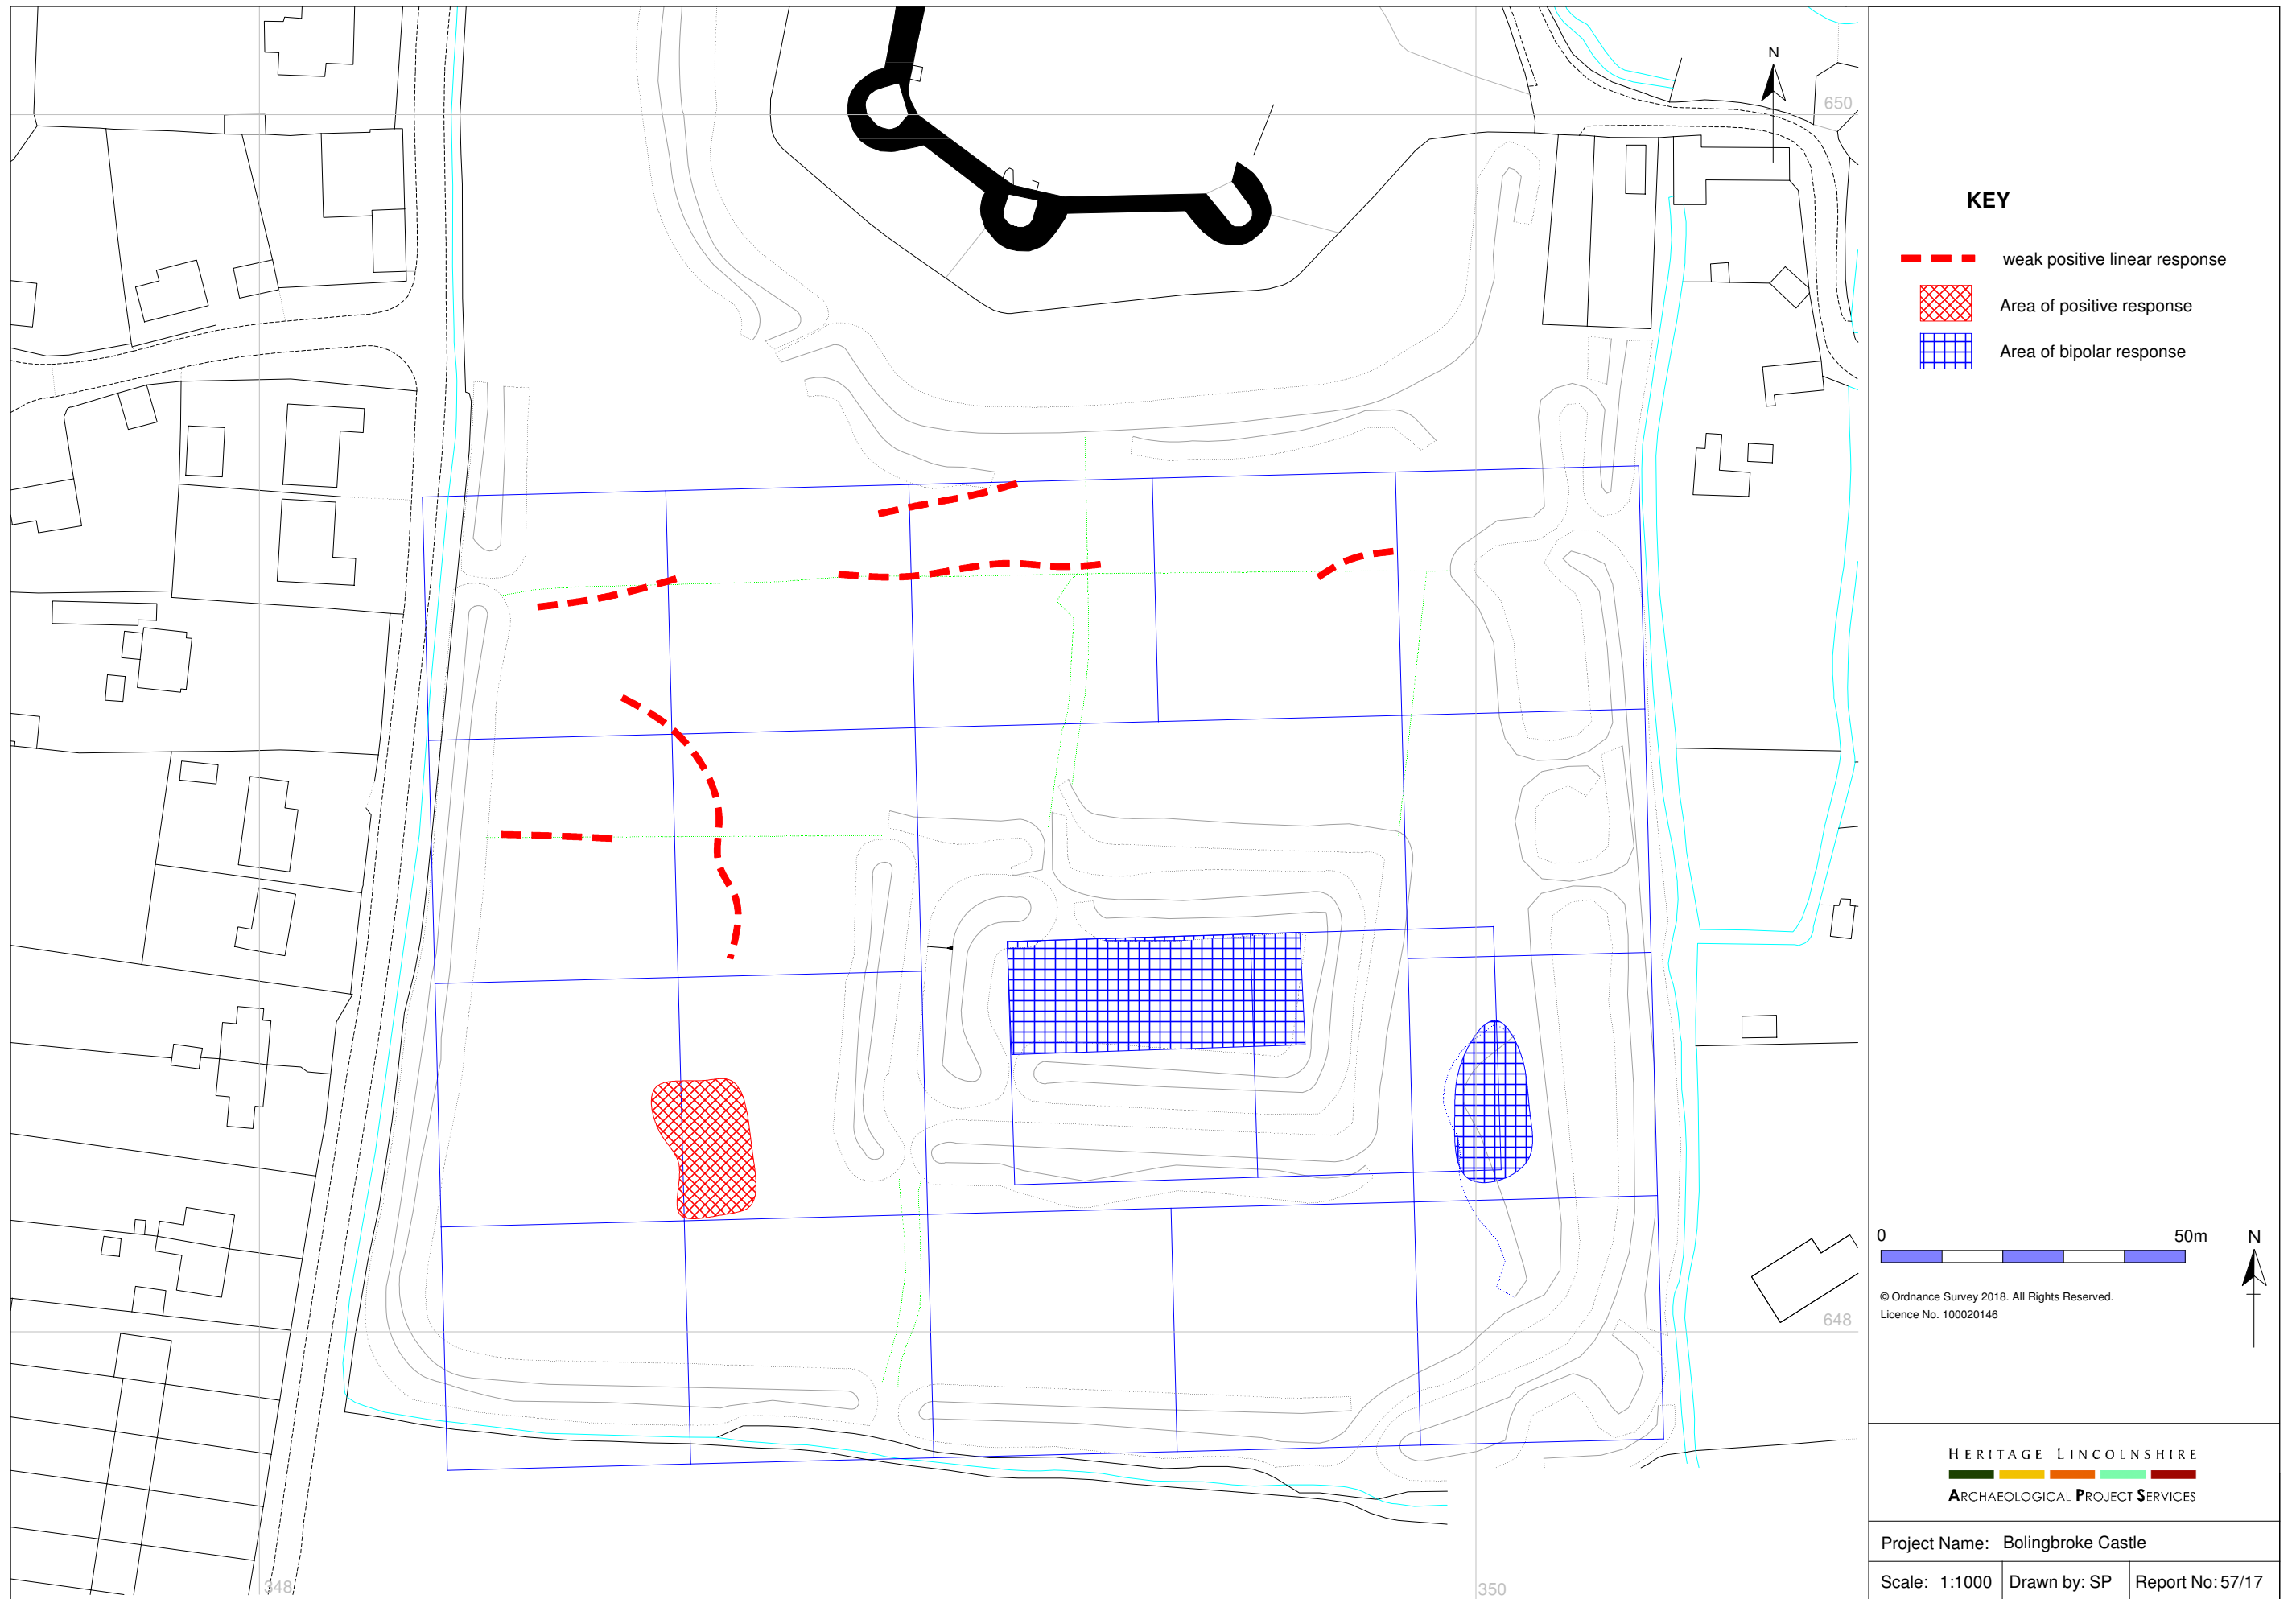 N
650
KEY
weak positive linear response
Area of positive response
Area of bipolar response
0 50m
N
© Ordnance Survey 2018. All Rights Reserved.
Licence No. 100020146
648
HERITAGE LINCOLNSHIRE
ARCHAEOLOGICAL PROJECT SERVICES
Project Name: Bolingbroke Castle
Scale: 1:1000 Drawn by: SP Report No: 57/17
348
350